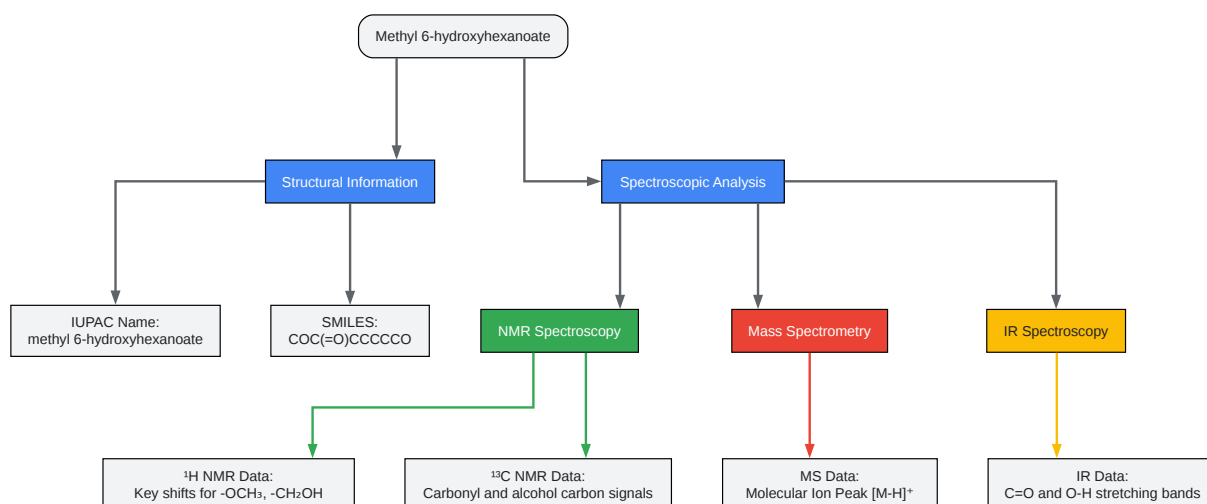 Methyl 6-hydroxyhexanoate
Structural Information
Spectroscopic Analysis
IUPAC Name:
methyl 6-hydroxyhexanoate
SMILES:
COC(=O)CCCCCO
NMR Spectroscopy
Mass Spectrometry
IR Spectroscopy
¹H NMR Data:
Key shifts for -OCH₃, -CH₂OH
¹³C NMR Data:
Carbonyl and alcohol carbon signals
MS Data:
Molecular Ion Peak [M-H]⁺
IR Data:
C=O and O-H stretching bands